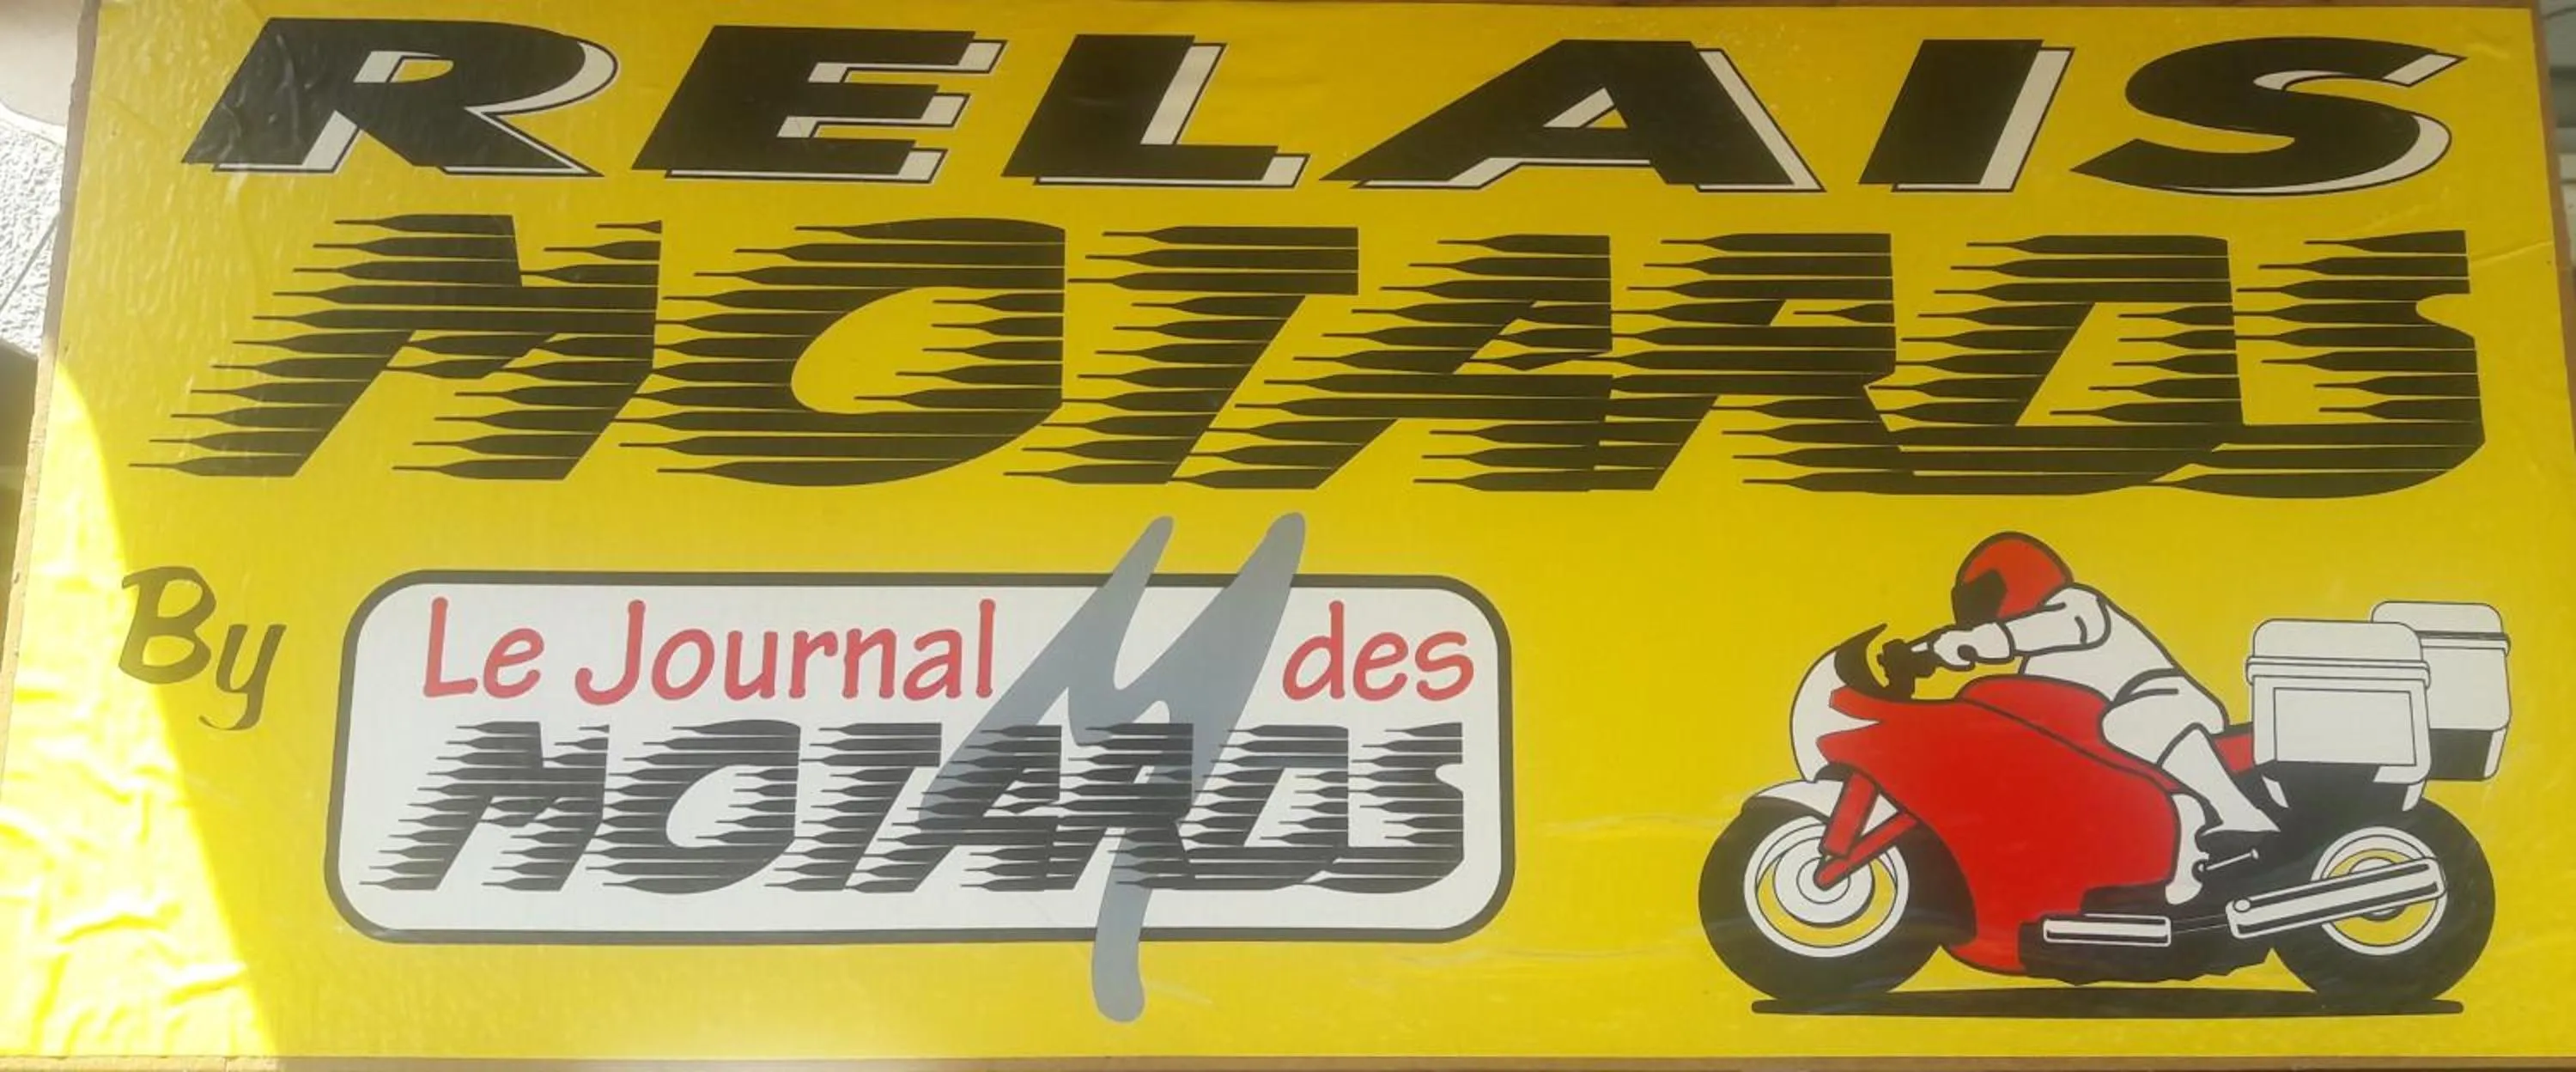 RELAIS
MOTARDS
By
Le Journal des
MOTARDS